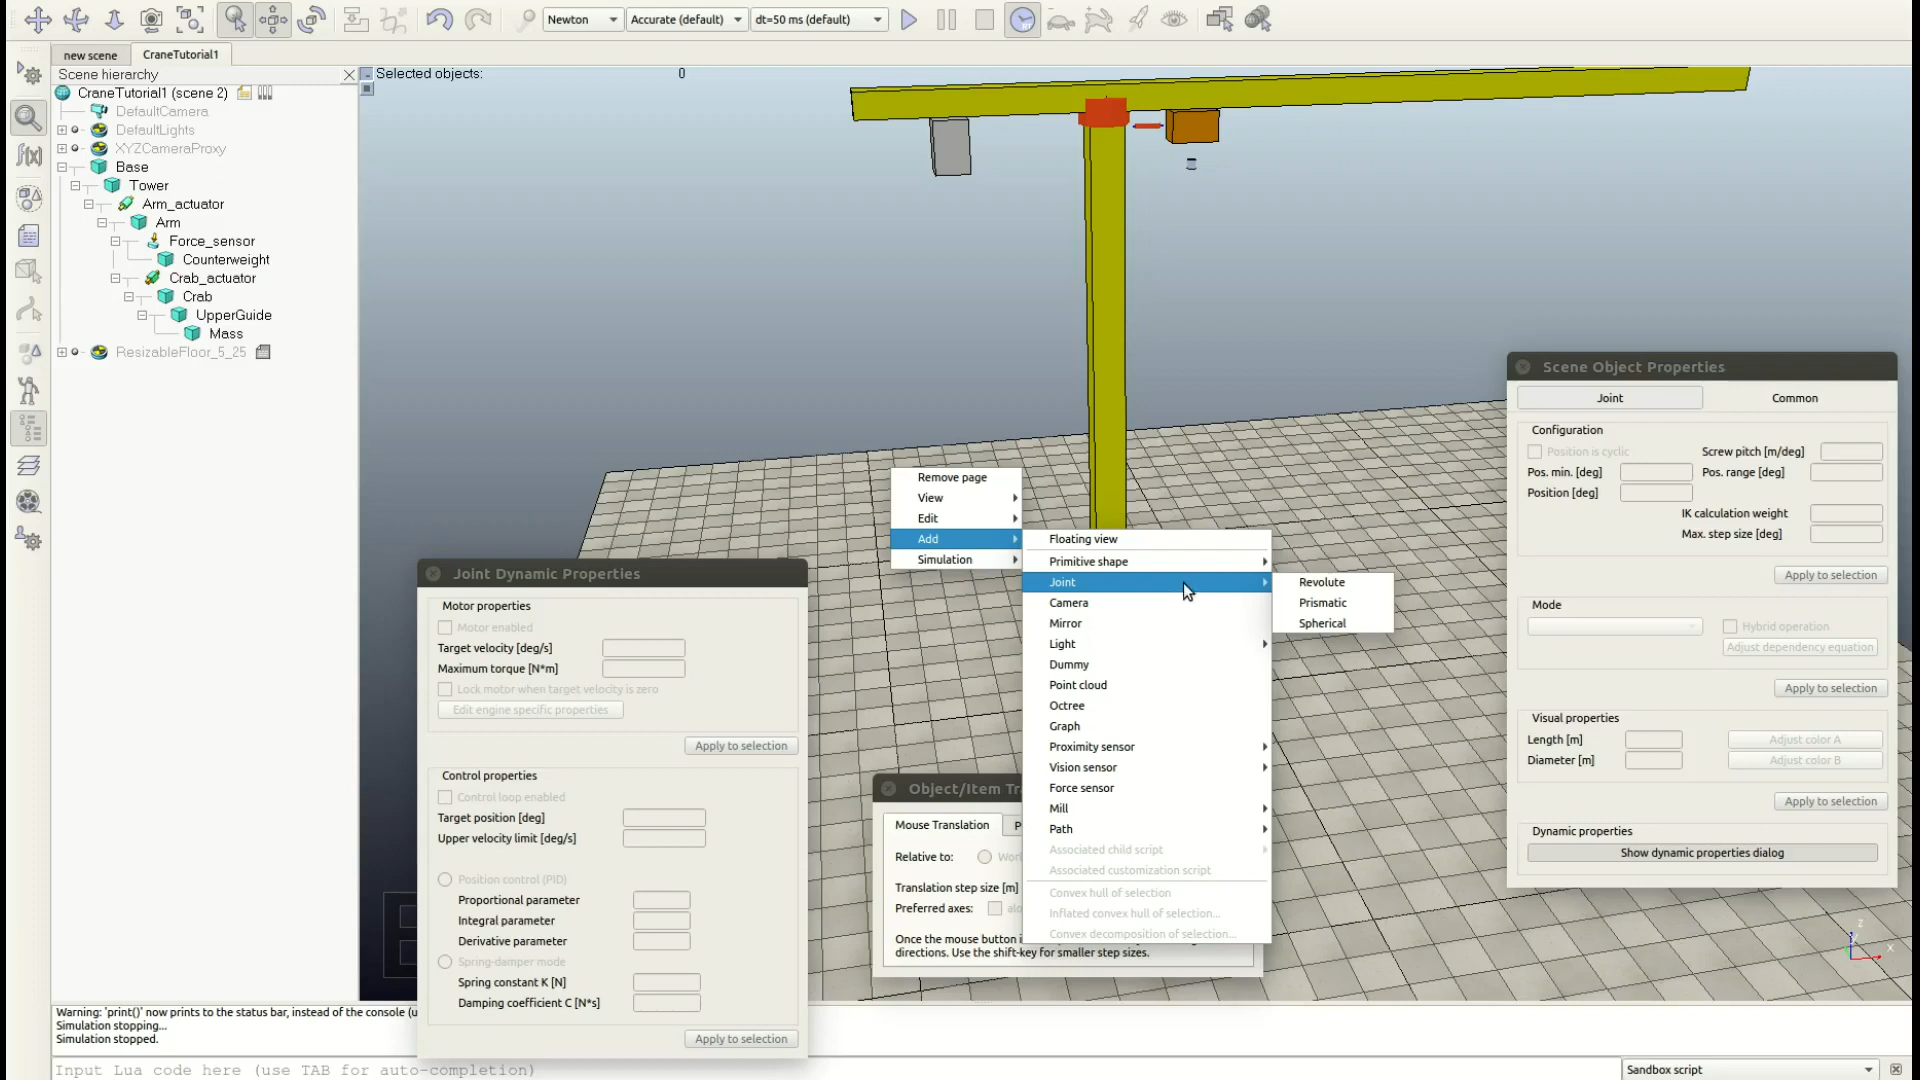 Newton
Accurate (default)
dt=50 ms (default)
new scene
CraneTutorial1
Scene hierarchy
Selected objects:
0
CraneTutorial1 (scene 2)
DefaultCamera
DefaultLights
XYZCameraProxy
Base
Tower
Arm_actuator
Arm
Force_sensor
Counterweight
Crab_actuator
Crab
UpperGuide
Mass
ResizableFloor_5_25
Remove page
View
Edit
Add
Simulation
Floating view
Primitive shape
Joint
Camera
Mirror
Light
Dummy
Point cloud
Octree
Graph
Proximity sensor
Vision sensor
Force sensor
Mill
Path
Associated child script
Associated customization script
Convex hull of selection
Inflated convex hull of selection...
Convex decomposition of selection...
Revolute
Prismatic
Spherical
Joint Dynamic Properties
Motor properties
Motor enabled
Target velocity [deg/s]
Maximum torque [N*m]
Lock motor when target velocity is zero
Edit engine specific properties
Apply to selection
Control properties
Control loop enabled
Target position [deg]
Upper velocity limit [deg/s]
Position control (PID)
Proportional parameter
Integral parameter
Derivative parameter
Spring-damper mode
Spring constant K [N]
Damping coefficient C [N*s]
Apply to selection
Object/Item Tr
Mouse Translation
P
Relative to:
Worl
Translation step size [m]
Preferred axes:
alo
Once the mouse button i
directions. Use the shift-key for smaller step sizes.
Scene Object Properties
Joint
Common
Configuration
Position is cyclic
Screw pitch [m/deg]
Pos. min. [deg]
Pos. range [deg]
Position [deg]
IK calculation weight
Max. step size [deg]
Apply to selection
Mode
Hybrid operation
Adjust dependency equation
Apply to selection
Visual properties
Length [m]
Adjust color A
Diameter [m]
Adjust color B
Apply to selection
Dynamic properties
Show dynamic properties dialog
Z
X
Warning: 'print()' now prints to the status bar, instead of the console (u
Simulation stopping...
Simulation stopped.
Input Lua code here (use TAB for auto-completion)
Sandbox script